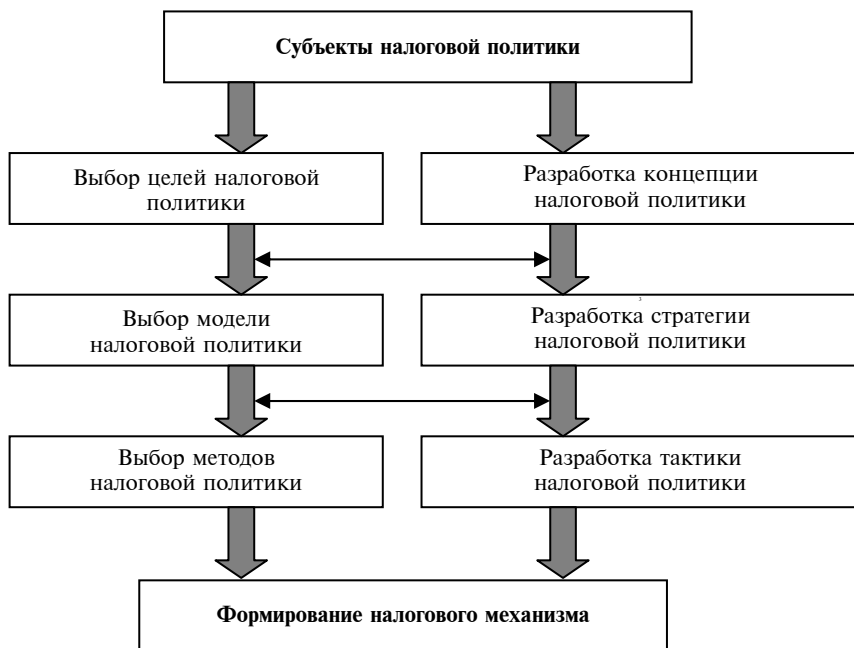 Субъекты налоговой политики
Выбор целей налоговой
политики
Разработка концепции
налоговой политики
Выбор модели
налоговой политики
Разработка стратегии
налоговой политики
Выбор методов
налоговой политики
Разработка тактики
налоговой политики
Формирование налогового механизма